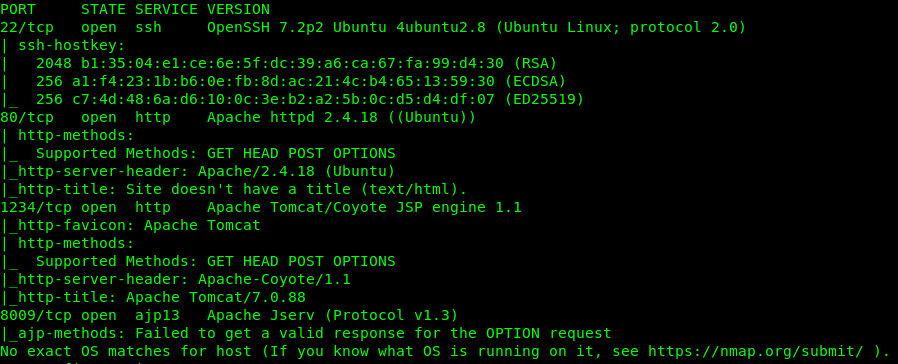 PORT     STATE SERVICE VERSION
22/tcp   open  ssh     OpenSSH 7.2p2 Ubuntu 4ubuntu2.8 (Ubuntu Linux; protocol 2.0)
| ssh-hostkey:
|   2048 b1:35:04:e1:ce:6e:5f:dc:39:a6:ca:67:fa:99:d4:30 (RSA)
|   256 a1:f4:23:1b:b6:0e:fb:8d:ac:21:4c:b4:65:13:59:30 (ECDSA)
|_  256 c7:4d:48:6a:d6:10:0c:3e:b2:a2:5b:0c:d5:d4:df:07 (ED25519)
80/tcp   open  http    Apache httpd 2.4.18 ((Ubuntu))
| http-methods:
|_  Supported Methods: GET HEAD POST OPTIONS
|_http-server-header: Apache/2.4.18 (Ubuntu)
|_http-title: Site doesn't have a title (text/html).
1234/tcp open  http    Apache Tomcat/Coyote JSP engine 1.1
|_http-favicon: Apache Tomcat
| http-methods:
|_  Supported Methods: GET HEAD POST OPTIONS
|_http-server-header: Apache-Coyote/1.1
|_http-title: Apache Tomcat/7.0.88
8009/tcp open  ajp13   Apache Jserv (Protocol v1.3)
|_ajp-methods: Failed to get a valid response for the OPTION request
No exact OS matches for host (If you know what OS is running on it, see https://nmap.org/submit/ ).